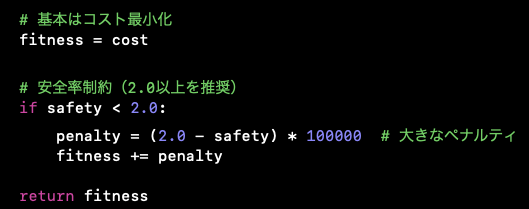 # 基本はコスト最小化
fitness = cost
# 安全率制約（2.0以上を推奨）
if safety < 2.0:
    penalty = (2.0 - safety) * 100000  # 大きなペナルティ
    fitness += penalty
return fitness